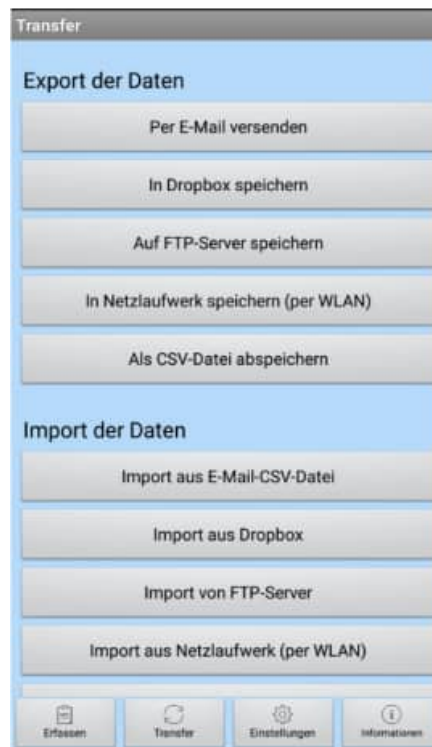 Transfer
Export der Daten
Per E-Mail versenden
In Dropbox speichern
Auf FTP-Server speichern
In Netzlaufwerk speichern (per WLAN)
Als CSV-Datei abspeichern
Import der Daten
Import aus E-Mail-CSV-Datei
Import aus Dropbox
Import von FTP-Server
Import aus Netzlaufwerk (per WLAN)
Erfassen Transfer Einstellungen Informationen